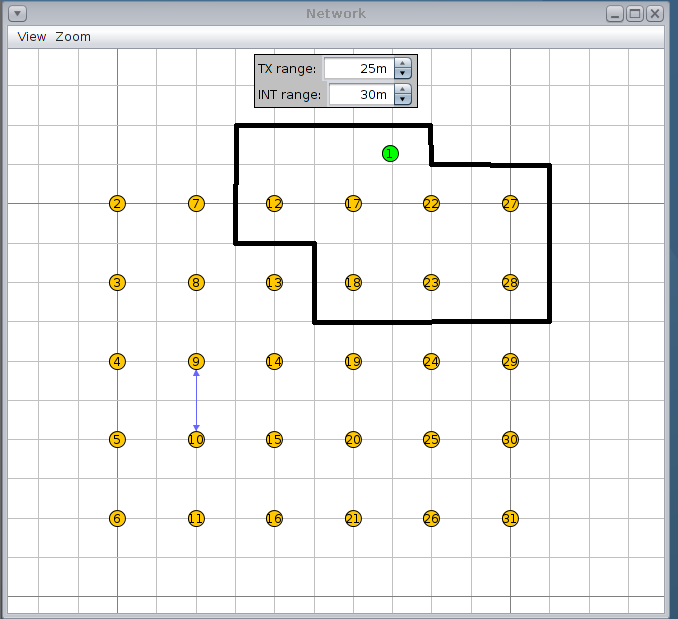 Network
View Zoom
TX range: 25m
INT range: 30m
1
2 7 12 17 22 27
3 8 13 18 23 28
4 9 14 19 24 29
5 10 15 20 25 30
6 11 16 21 26 31